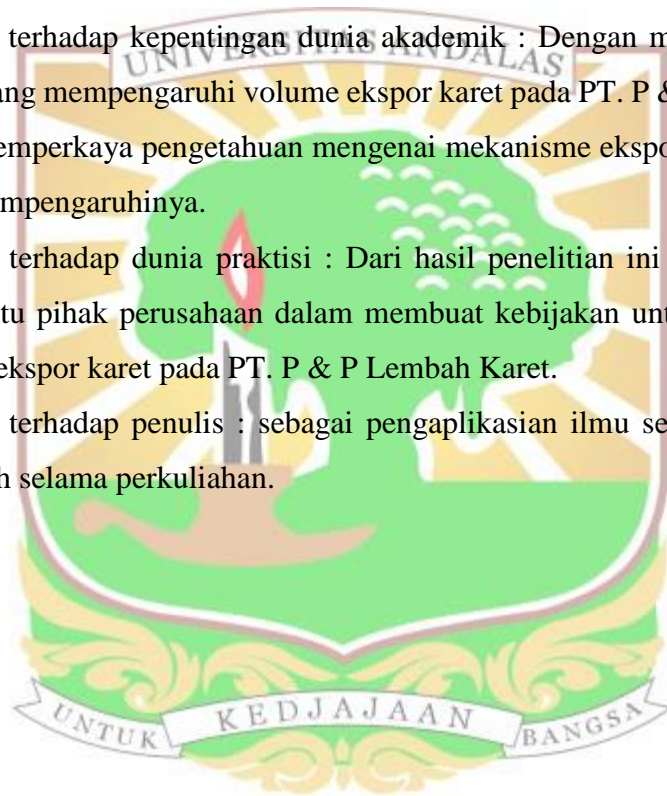 terhadap kepentingan dunia akademik : Dengan m
UNIVERSITAS ANDALAS
ang mempengaruhi volume ekspor karet pada PT. P &
emperkaya pengetahuan mengenai mekanisme ekspo
mpengaruhinya.
terhadap dunia praktisi : Dari hasil penelitian ini
tu pihak perusahaan dalam membuat kebijakan unt
ekspor karet pada PT. P & P Lembah Karet.
terhadap penulis : sebagai pengaplikasian ilmu se
h selama perkuliahan.
UNTUK KEDJAJAAN BANGSA